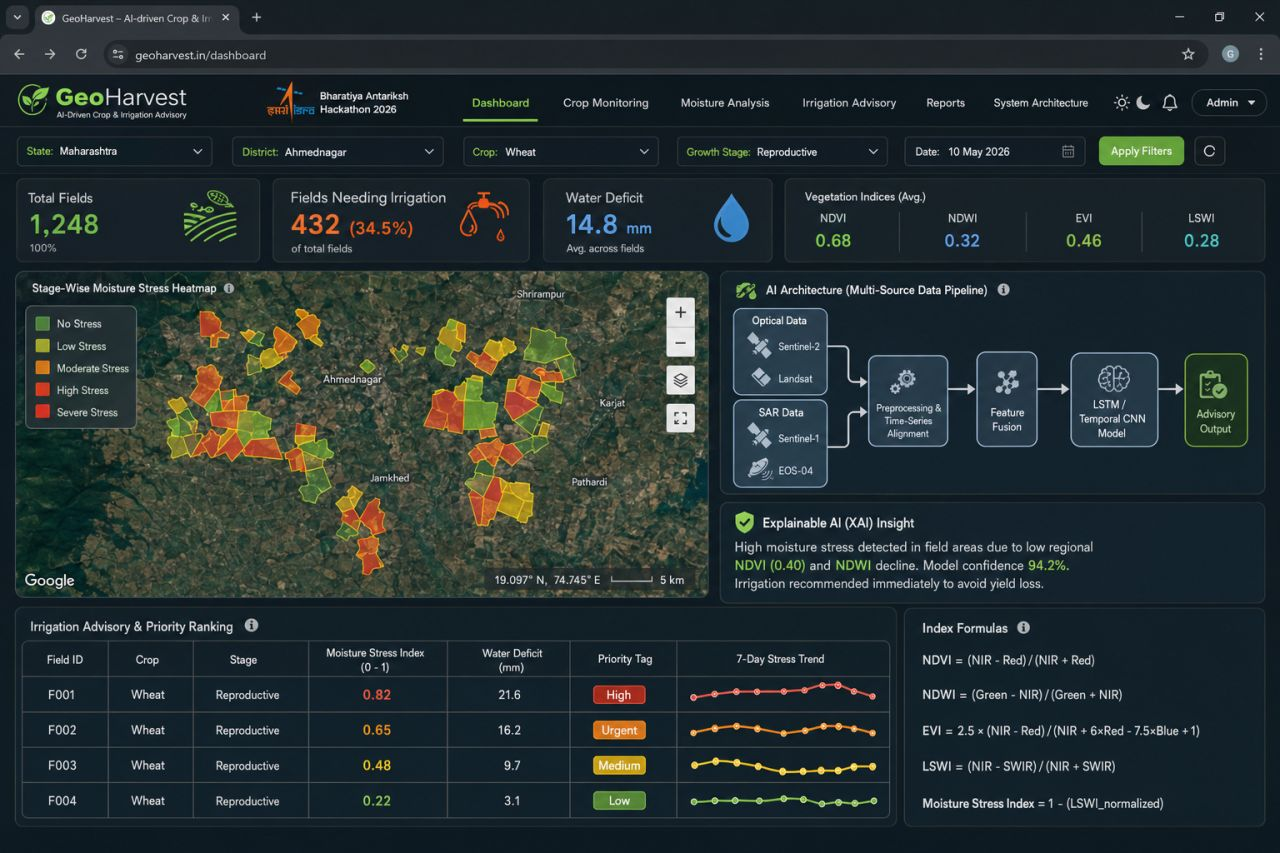 GeoHarvest – AI-driven Crop & Irr
geoharvest.in/dashboard
G
GeoHarvest
AI-Driven Crop & Irrigation Advisory
इसरो isro
Bharatiya Antariksh
Hackathon 2026
Dashboard
Crop Monitoring
Moisture Analysis
Irrigation Advisory
Reports
System Architecture
Admin
State: Maharashtra
District: Ahmednagar
Crop: Wheat
Growth Stage: Reproductive
Date: 10 May 2026
Apply Filters
Total Fields
1,248
100%
Fields Needing Irrigation
432 (34.5%)
of total fields
Water Deficit
14.8 mm
Avg. across fields
Vegetation Indices (Avg.)
NDVI NDWI EVI LSWI
0.68 0.32 0.46 0.28
Stage-Wise Moisture Stress Heatmap
No Stress
Low Stress
Moderate Stress
High Stress
Severe Stress
Shrirampur
Ahmednagar
Karjat
Jamkhed
Pathardi
+
−
Google
19.097° N, 74.745° E 5 km
AI Architecture (Multi-Source Data Pipeline)
Optical Data
Sentinel-2
Landsat
SAR Data
Sentinel-1
EOS-04
Preprocessing &
Time-Series
Alignment
Feature
Fusion
LSTM /
Temporal CNN
Model
Advisory
Output
Explainable AI (XAI) Insight
High moisture stress detected in field areas due to low regional
NDVI (0.40) and NDWI decline. Model confidence 94.2%.
Irrigation recommended immediately to avoid yield loss.
Irrigation Advisory & Priority Ranking
Field ID Crop Stage Moisture Stress Index (0 - 1) Water Deficit (mm) Priority Tag 7-Day Stress Trend
F001 Wheat Reproductive 0.82 21.6 High
F002 Wheat Reproductive 0.65 16.2 Urgent
F003 Wheat Reproductive 0.48 9.7 Medium
F004 Wheat Reproductive 0.22 3.1 Low
Index Formulas
NDVI = (NIR - Red) / (NIR + Red)
NDWI = (Green - NIR) / (Green + NIR)
EVI = 2.5 × (NIR - Red) / (NIR + 6×Red - 7.5×Blue + 1)
LSWI = (NIR - SWIR) / (NIR + SWIR)
Moisture Stress Index = 1 - (LSWI_normalized)